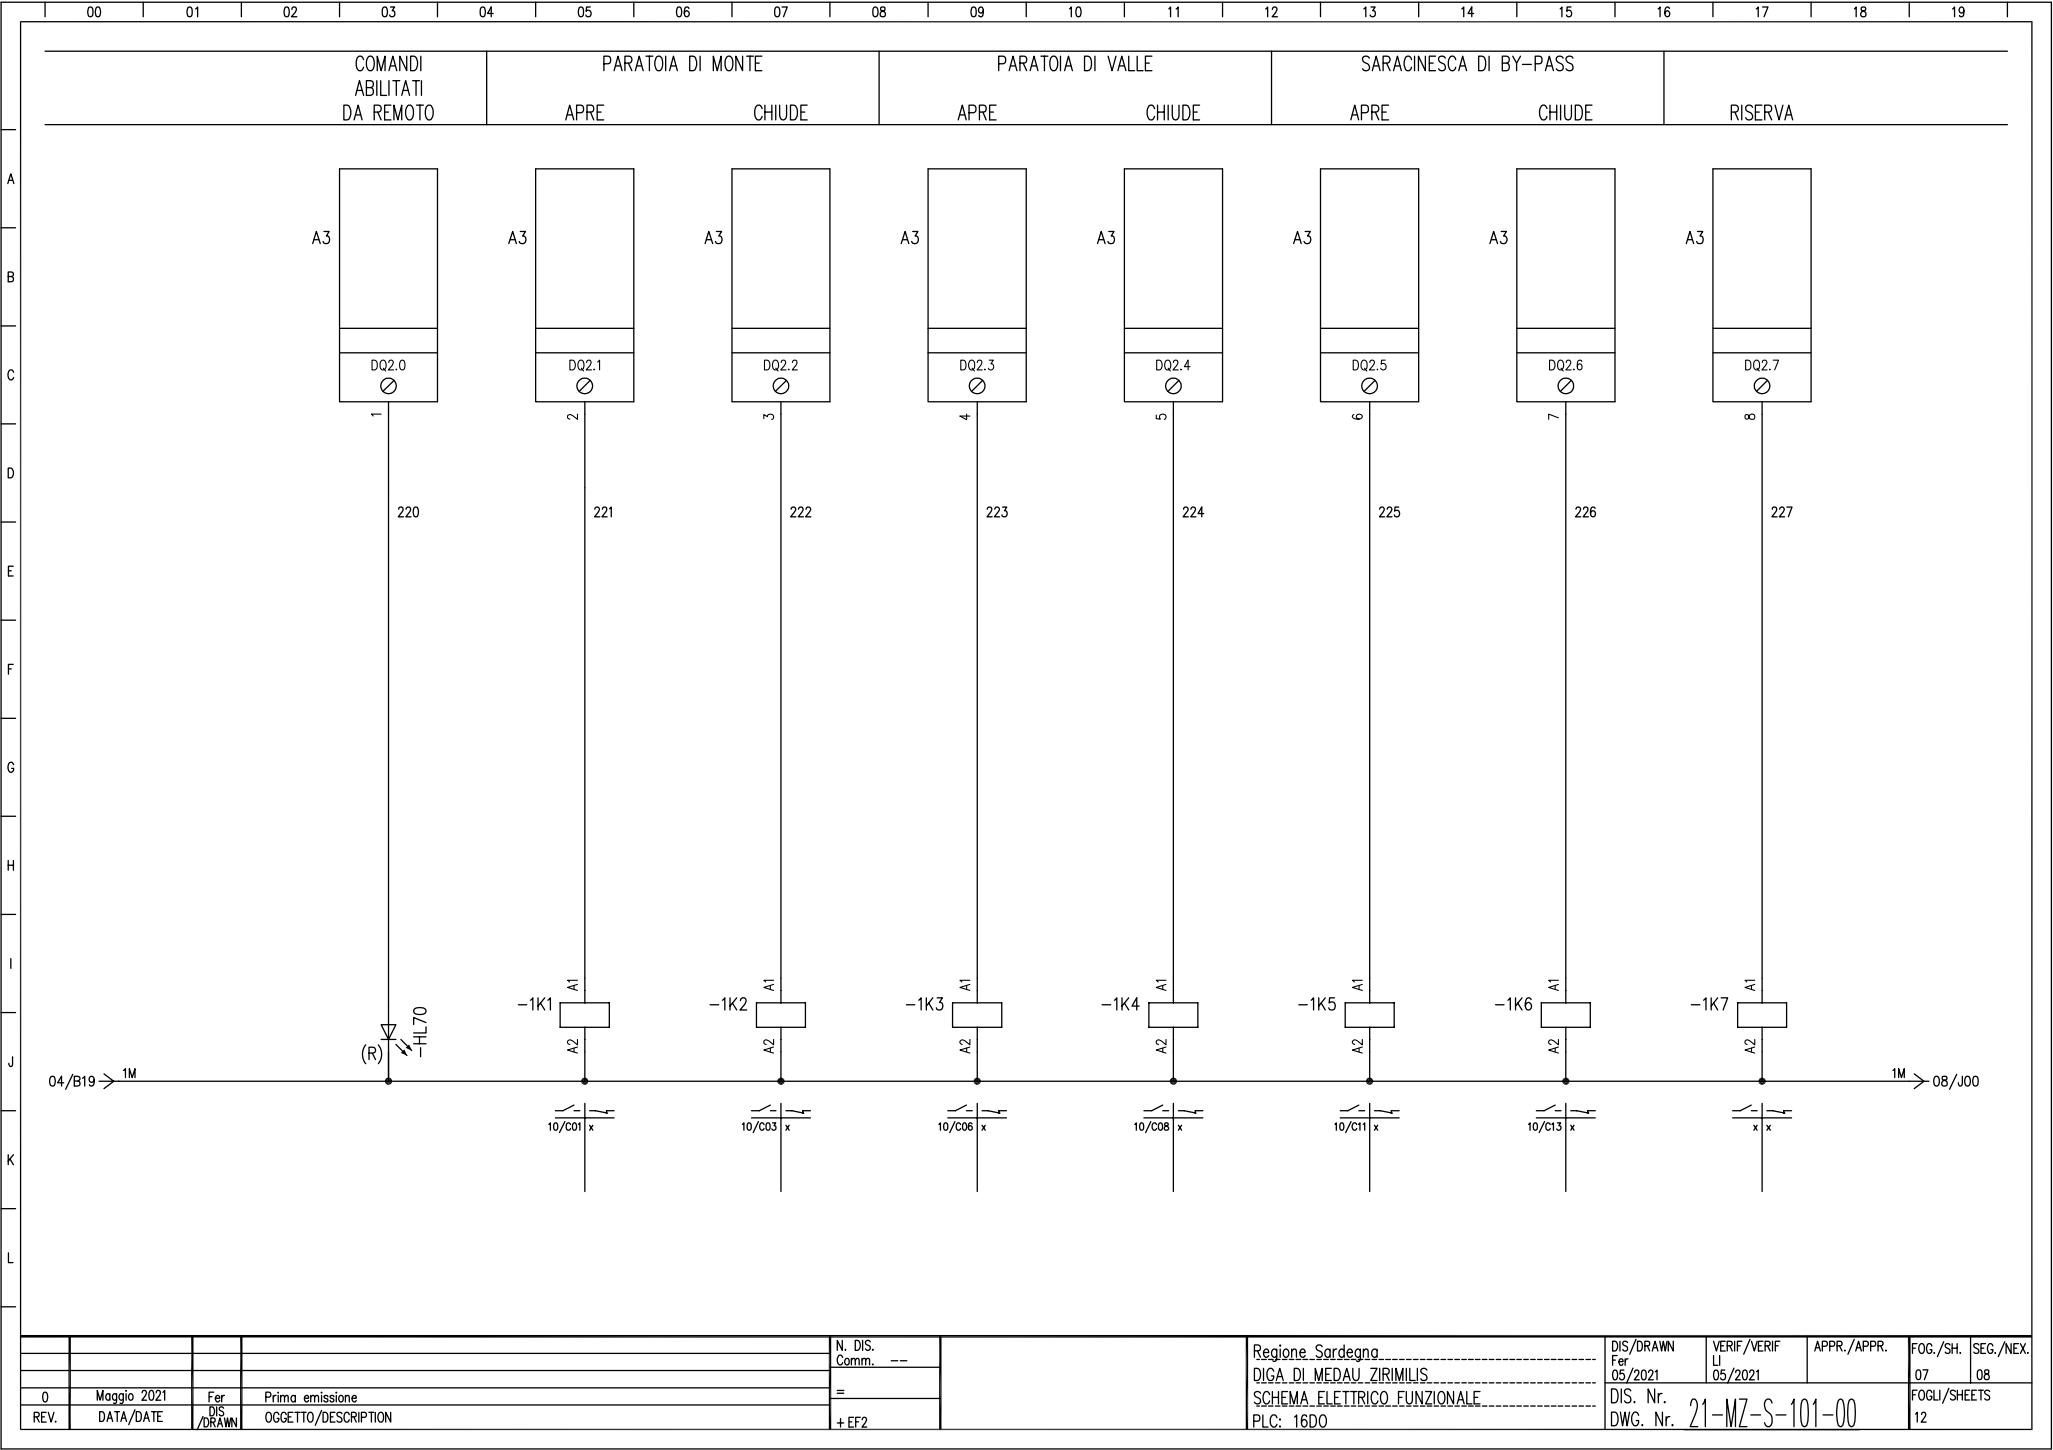 00 01 02 03 04 05 06 07 08 09 10 11 12 13 14 15 16 17 18 19
COMANDI
ABILITATI
DA REMOTO
PARATOIA DI MONTE
APRE CHIUDE
PARATOIA DI VALLE
APRE CHIUDE
SARACINESCA DI BY-PASS
APRE CHIUDE
RISERVA
A
B
C
D
E
F
G
H
I
J
K
L
A3 A3 A3 A3 A3 A3 A3 A3
DQ2.0 DQ2.1 DQ2.2 DQ2.3 DQ2.4 DQ2.5 DQ2.6 DQ2.7
1 2 3 4 5 6 7 8
220 221 222 223 224 225 226 227
A1 A1 A1 A1 A1 A1 A1
-1K1 -1K2 -1K3 -1K4 -1K5 -1K6 -1K7
(R) -HL70
A2 A2 A2 A2 A2 A2 A2
04/B19 1M 1M 08/J00
10/C01 x 10/C03 x 10/C06 x 10/C08 x 10/C11 x 10/C13 x x x
0 Maggio 2021 Fer Prima emissione
REV. DATA/DATE DIS /DRAWN OGGETTO/DESCRIPTION
N. DIS.
Comm. --
=
+ EF2
Regione Sardegna
DIGA DI MEDAU ZIRIMILIS
SCHEMA ELETTRICO FUNZIONALE
PLC: 16DO
DIS/DRAWN
Fer
05/2021
VERIF/VERIF
LI
05/2021
APPR./APPR.
DIS. Nr.
DWG. Nr. 21-MZ-S-101-00
FOG./SH.
07
SEG./NEX.
08
FOGLI/SHEETS
12